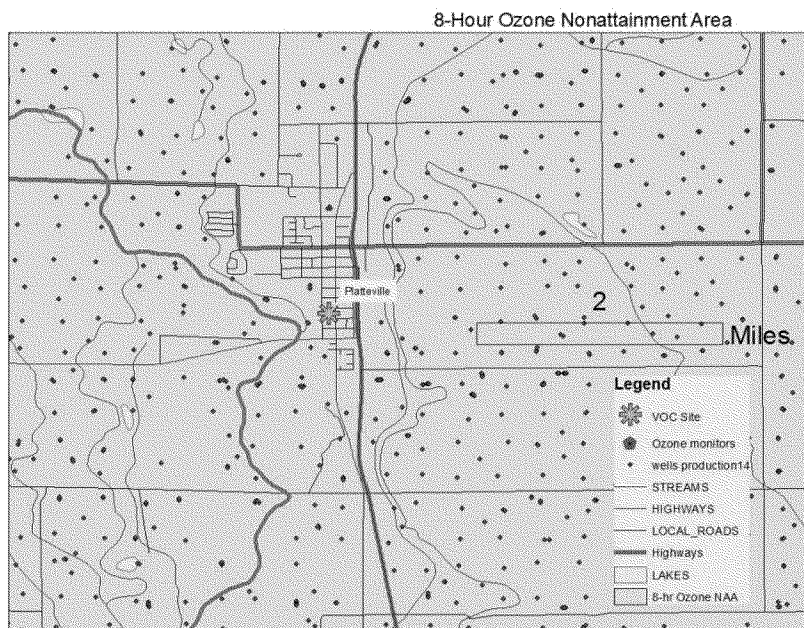 8-Hour Ozone Nonattainment Area
Platteville
2
Miles
Legend
VOC Site
Ozone monitors
wells production14
STREAMS
HIGHWAYS
LOCAL_ROADS
Highways
LAKES
8-hr Ozone NAA